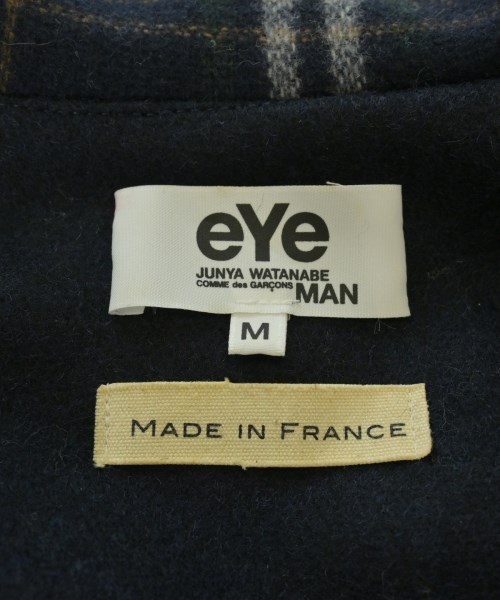 eYe
JUNYA WATANABE
COMME des GARÇONS MAN
M
MADE IN FRANCE